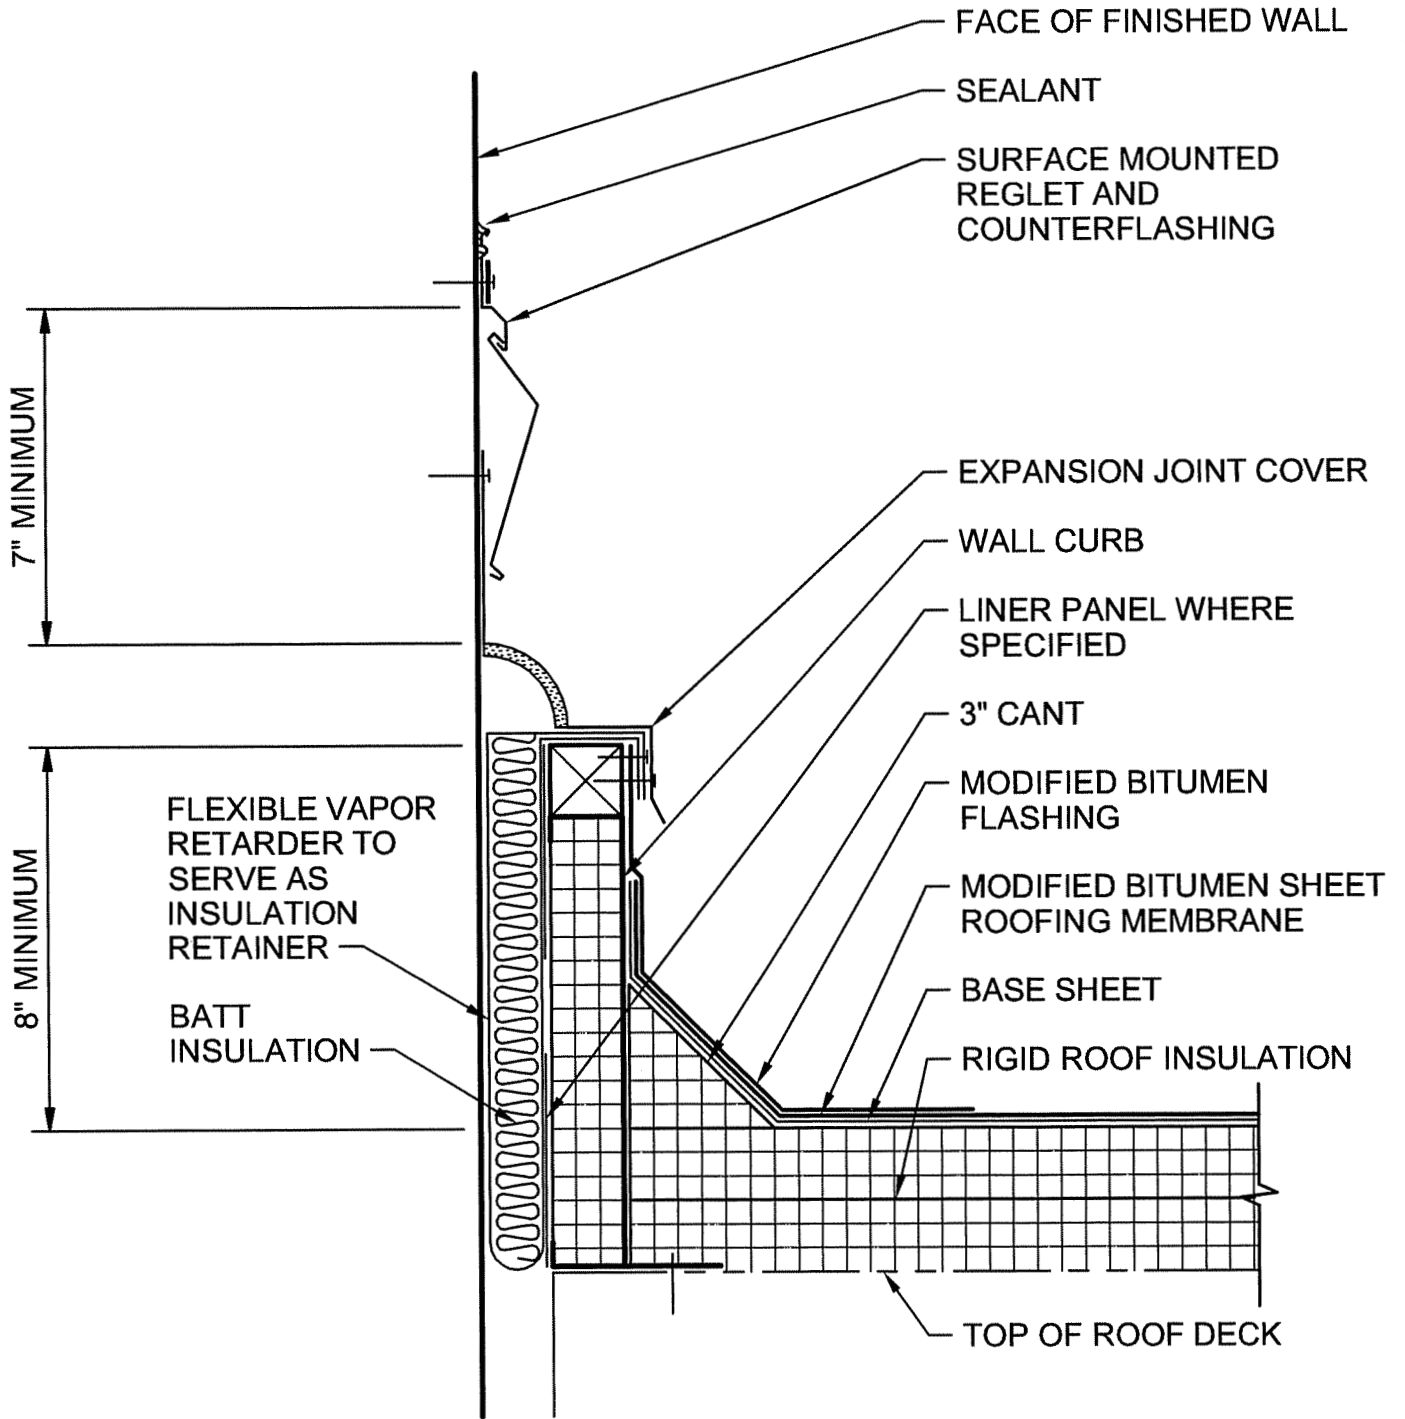 FACE OF FINISHED WALL
SEALANT
SURFACE MOUNTED
REGLET AND
COUNTERFLASHING
7" MINIMUM
EXPANSION JOINT COVER
WALL CURB
LINER PANEL WHERE
SPECIFIED
3" CANT
MODIFIED BITUMEN
FLASHING
MODIFIED BITUMEN SHEET
ROOFING MEMBRANE
BASE SHEET
RIGID ROOF INSULATION
TOP OF ROOF DECK
8" MINIMUM
FLEXIBLE VAPOR
RETARDER TO
SERVE AS
INSULATION
RETAINER
BATT
INSULATION